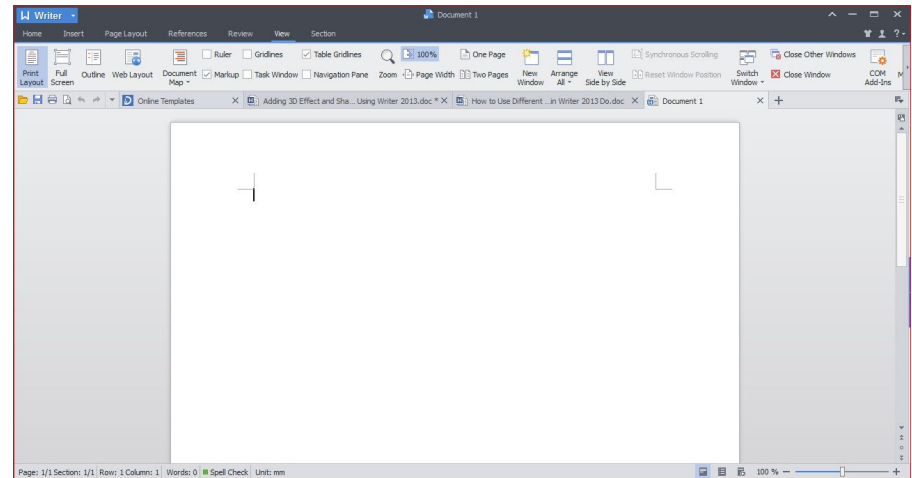 Writer
Document 1
Home Insert Page Layout References Review View Section
Ruler Gridlines Table Gridlines 100% One Page Synchronous Scrolling Close Other Windows
Print Layout Full Screen Outline Web Layout Document Map Markup Task Window Navigation Pane Zoom Page Width Two Pages New Window Arrange All View Side by Side Reset Window Position Switch Window Close Window COM Add-Ins M
Online Templates Adding 3D Effect and Sha... Using Writer 2013.doc * How to Use Different ...in Writer 2013 Do.doc Document 1
Page: 1/1 Section: 1/1 Row: 1 Column: 1 Words: 0 Spell Check Unit: mm 100 %